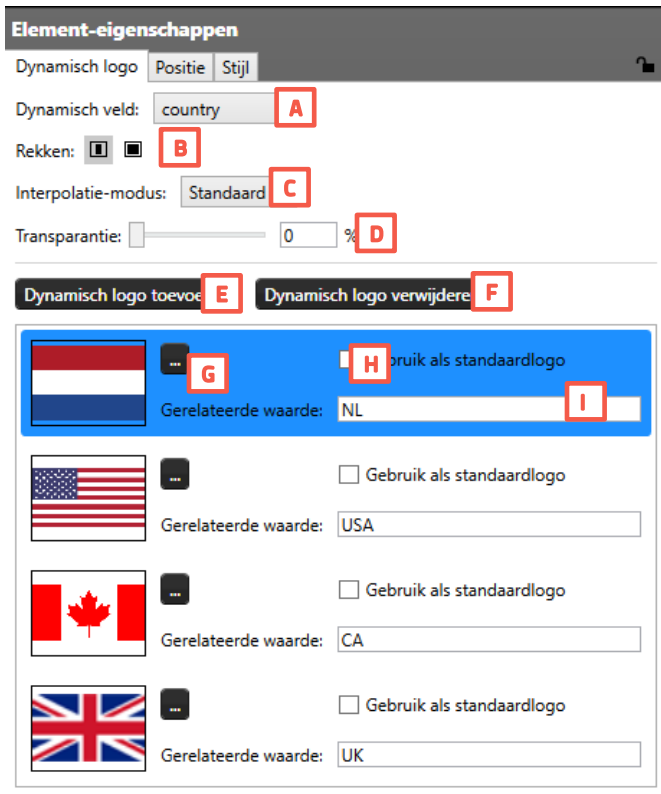 Element-eigenschappen
Dynamisch logo Positie Stijl
Dynamisch veld: country A
Rekken: B
Interpolatie-modus: Standaard C
Transparantie: 0 % D
Dynamisch logo toevoe E Dynamisch logo verwijdere F
... G H bruik als standaardlogo
Gerelateerde waarde: NL I
... Gebruik als standaardlogo
Gerelateerde waarde: USA
... Gebruik als standaardlogo
Gerelateerde waarde: CA
... Gebruik als standaardlogo
Gerelateerde waarde: UK